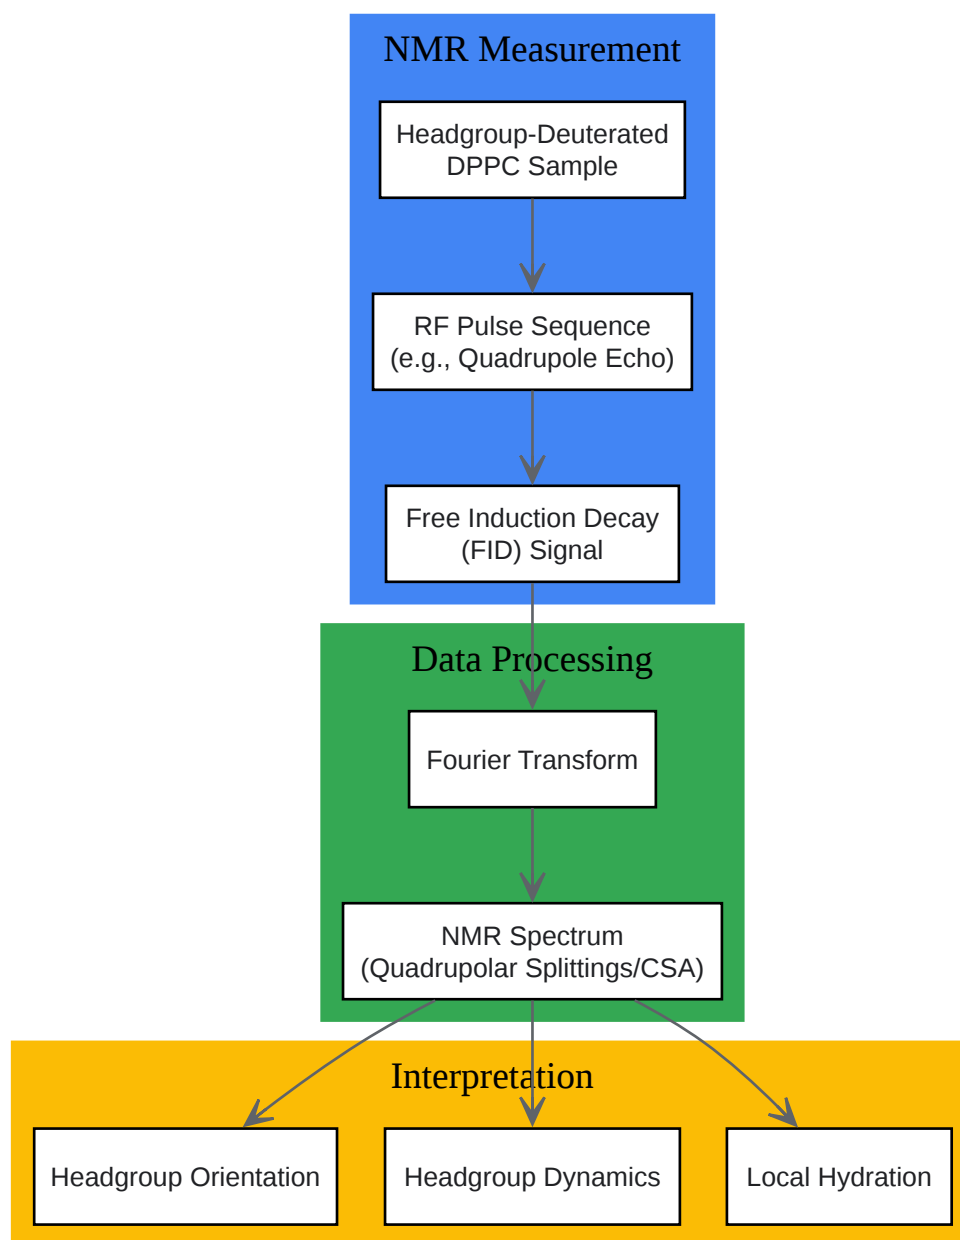 NMR Measurement
Headgroup-Deuterated
DPPC Sample
RF Pulse Sequence
(e.g., Quadrupole Echo)
Free Induction Decay
(FID) Signal
Data Processing
Fourier Transform
NMR Spectrum
(Quadrupolar Splittings/CSA)
Interpretation
Headgroup Orientation
Headgroup Dynamics
Local Hydration